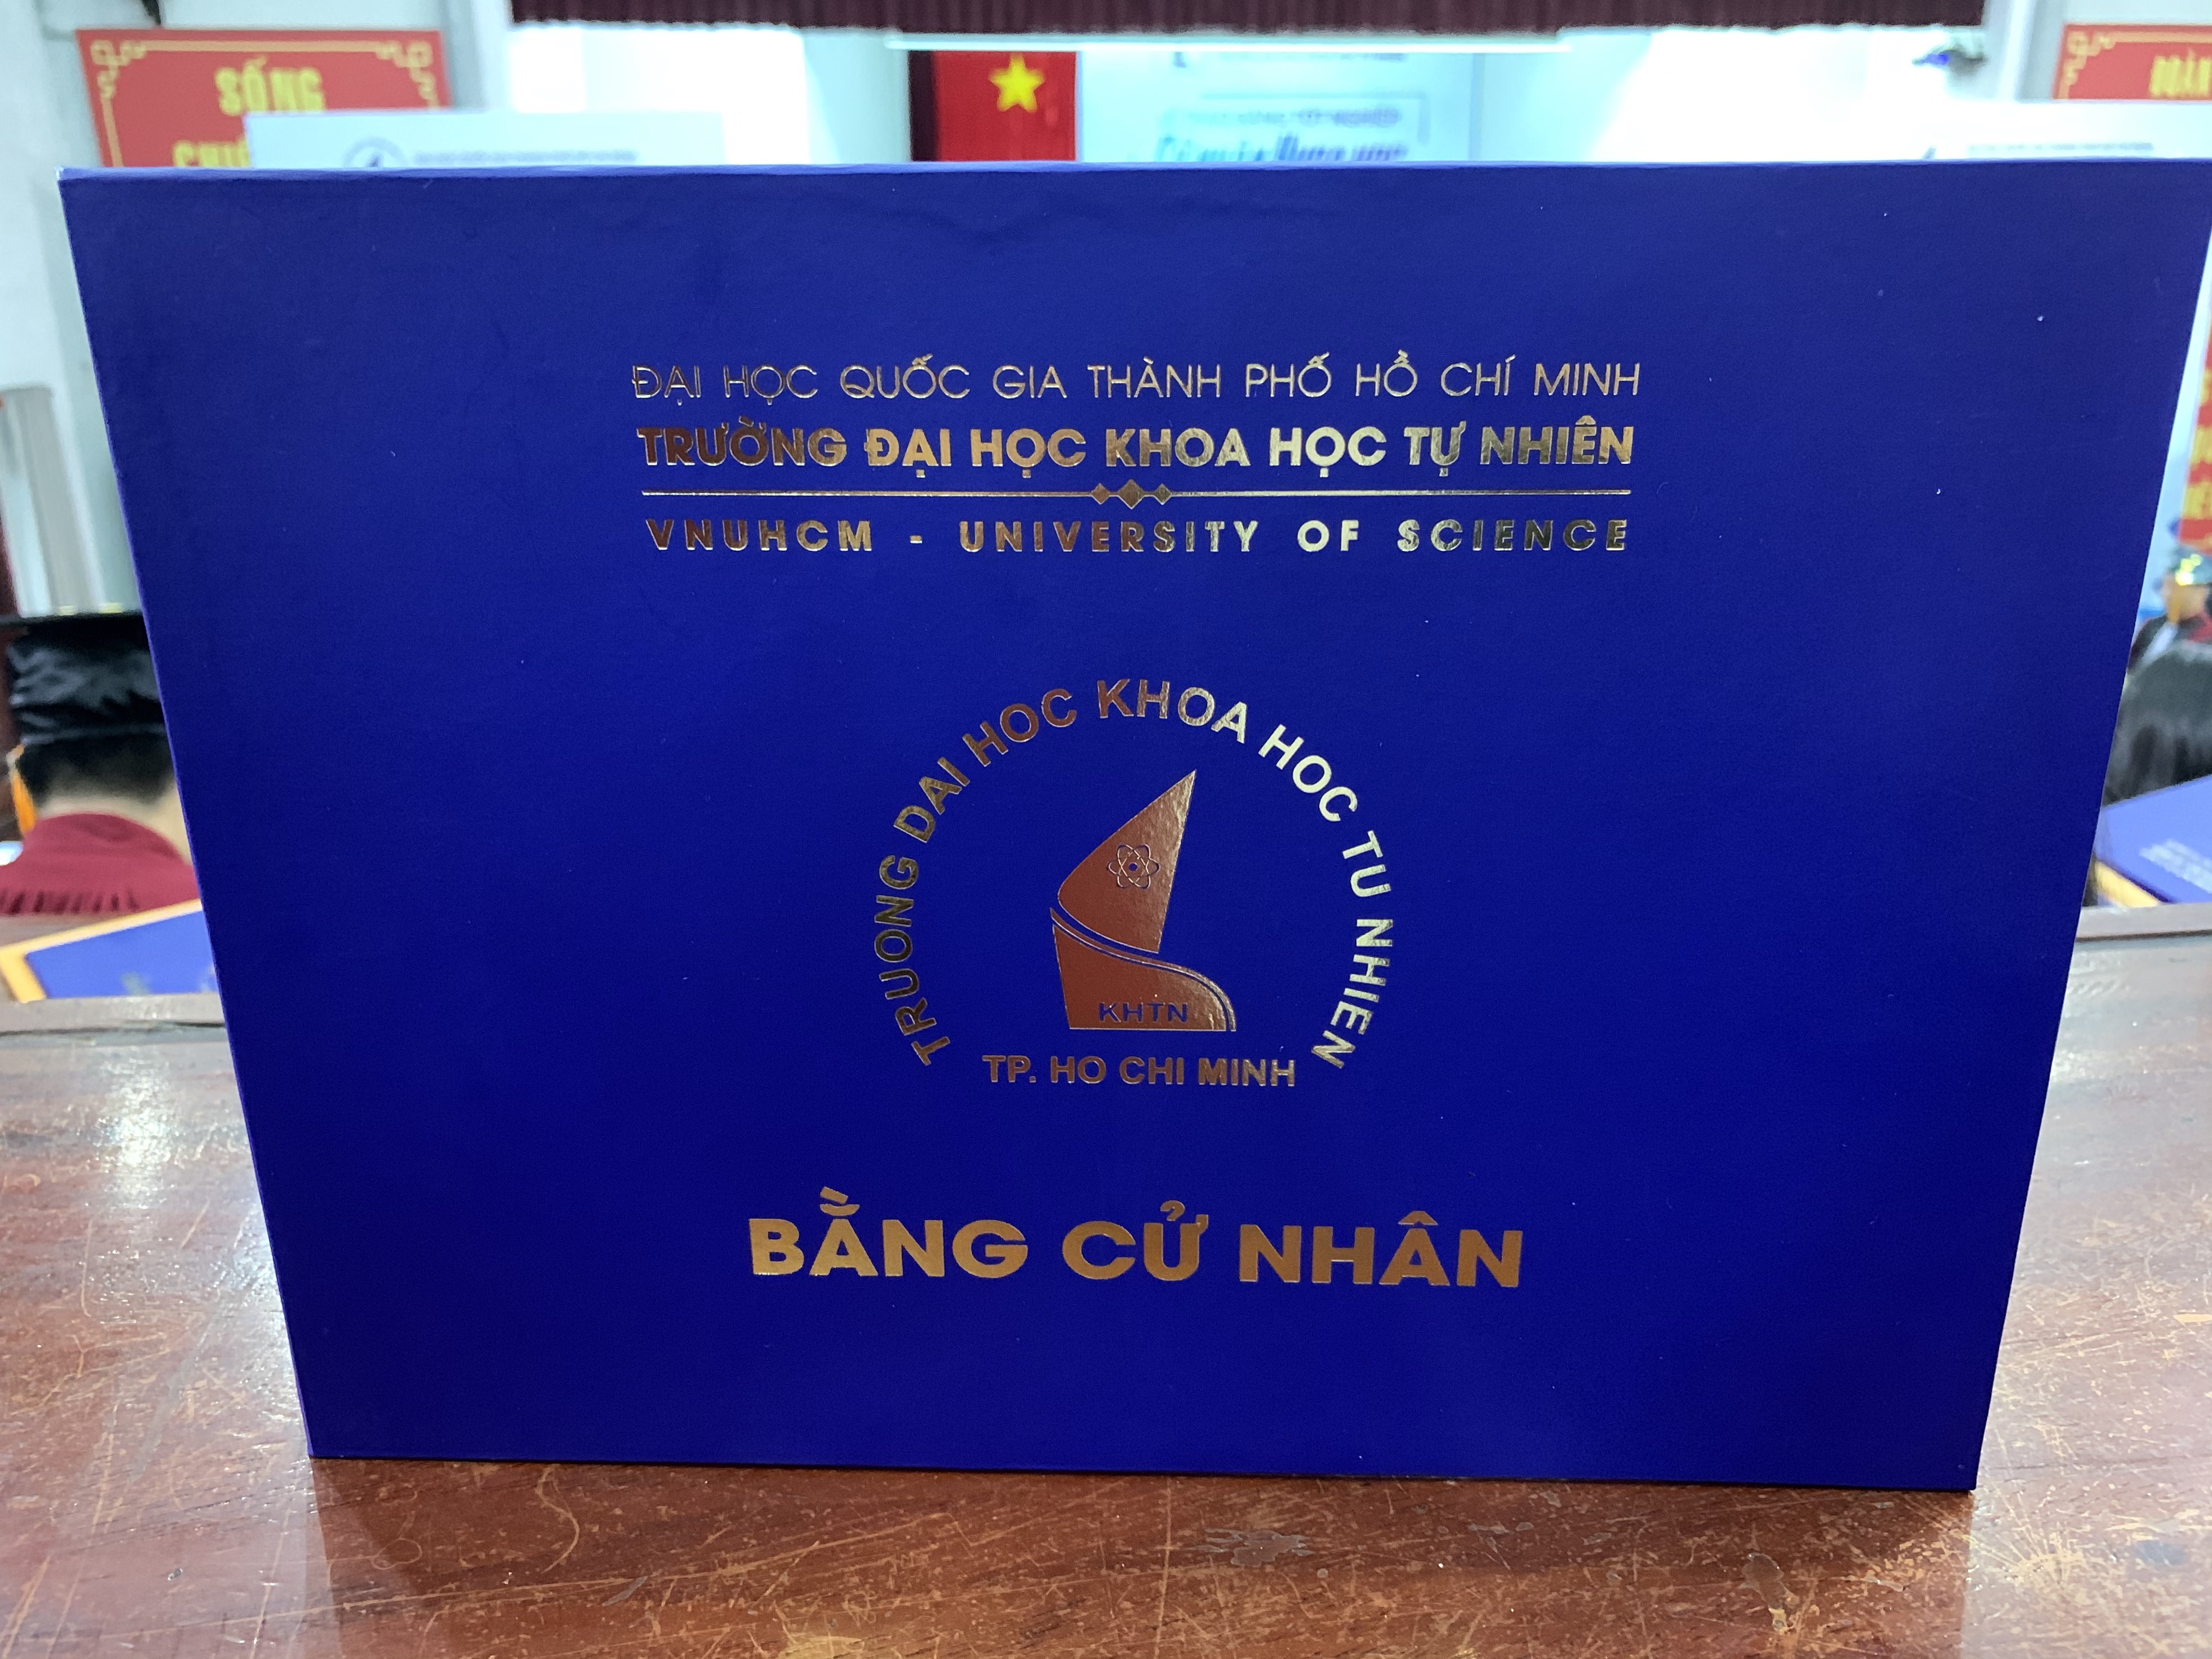 SỐNG
ĐẠI HỌC QUỐC GIA THÀNH PHỐ HỒ CHÍ MINH
TRƯỜNG ĐẠI HỌC KHOA HỌC TỰ NHIÊN
VNUHCM - UNIVERSITY OF SCIENCE
TRUONG DAI HOC KHOA HOC TU NHIEN
KHTN
TP. HO CHI MINH
BẰNG CỬ NHÂN